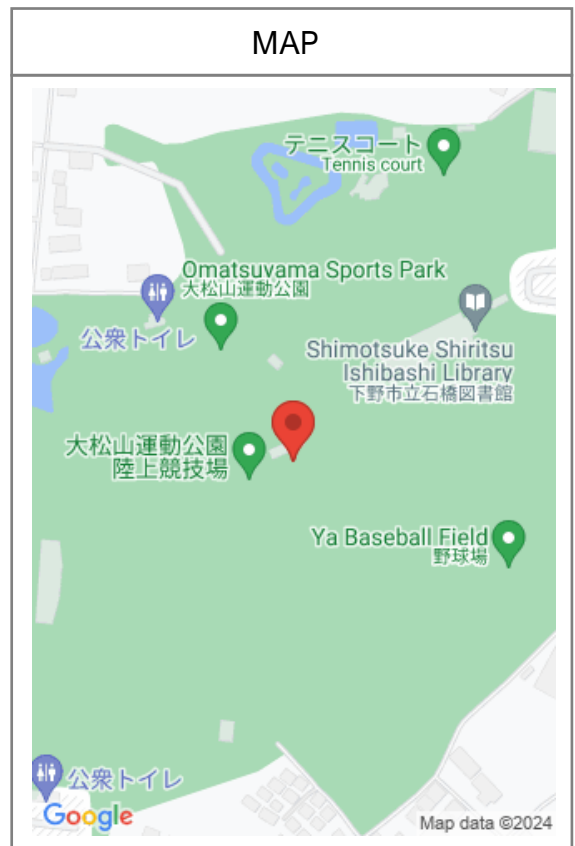 MAP
テニスコート
Tennis court
Omatsuyama Sports Park
大松山運動公園
公衆トイレ
Shimotsuke Shiritsu
Ishibashi Library
下野市立石橋図書館
大松山運動公園
陸上競技場
Ya Baseball Field
野球場
公衆トイレ
Google
Map data ©2024